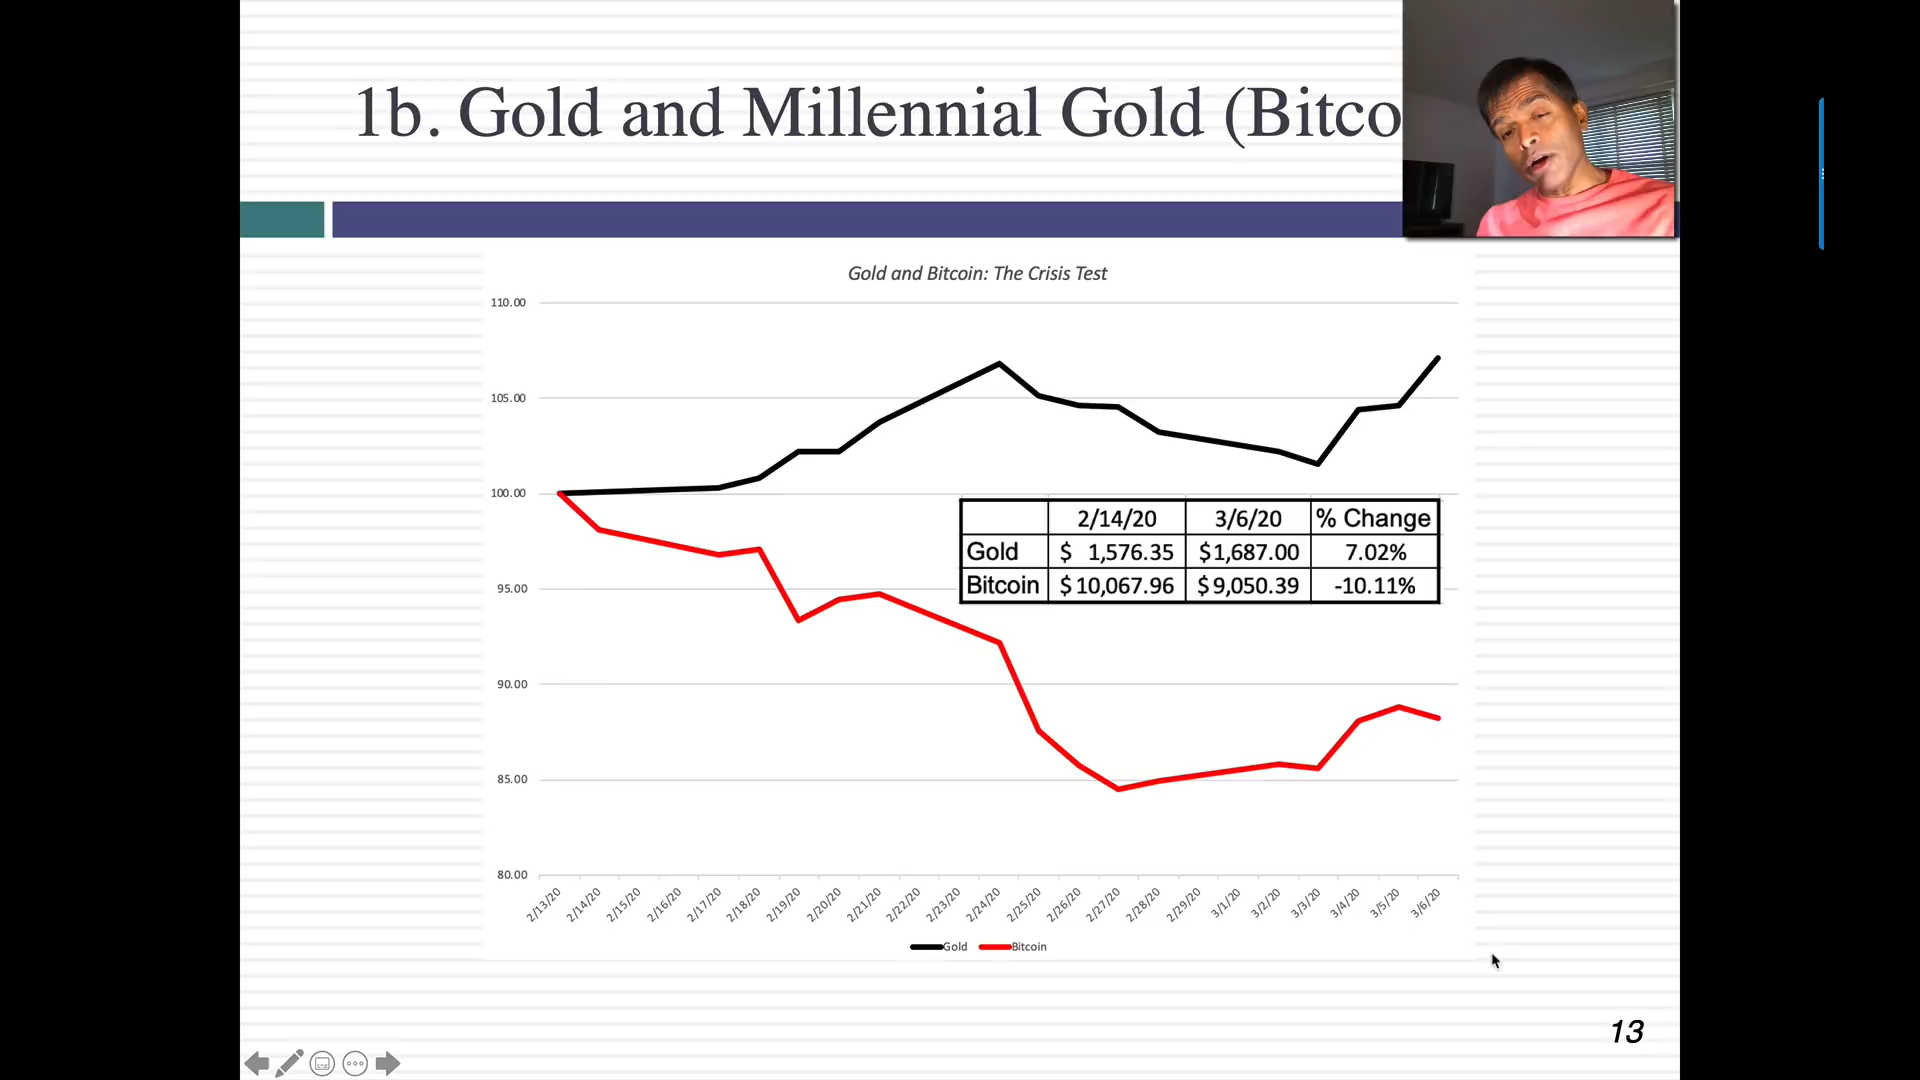 1b. Gold and Millennial Gold (Bitco
Gold and Bitcoin: The Crisis Test
110.00
105.00
100.00
95.00
90.00
85.00
80.00
2/14/20 3/6/20 % Change
Gold $ 1,576.35 $1,687.00 7.02%
Bitcoin $10,067.96 $9,050.39 -10.11%
2/13/20 2/14/20 2/15/20 2/16/20 2/17/20 2/18/20 2/19/20 2/20/20 2/21/20 2/22/20 2/23/20 2/24/20 2/25/20 2/26/20 2/27/20 2/28/20 2/29/20 3/1/20 3/2/20 3/3/20 3/4/20 3/5/20 3/6/20
Gold Bitcoin
13